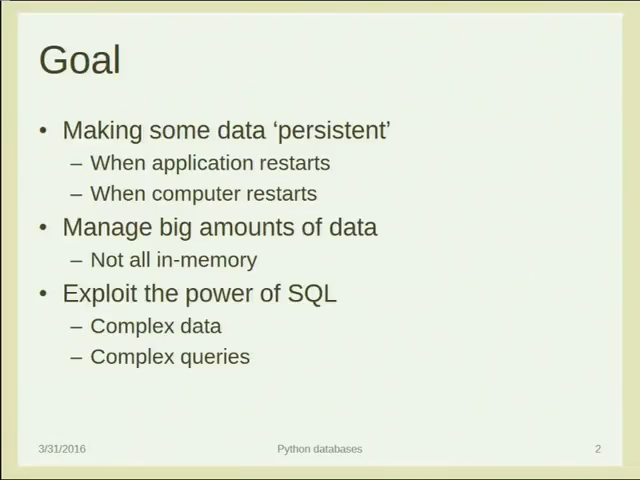 Goal
• Making some data ‘persistent’
– When application restarts
– When computer restarts
• Manage big amounts of data
– Not all in-memory
• Exploit the power of SQL
– Complex data
– Complex queries
3/31/2016 Python databases 2